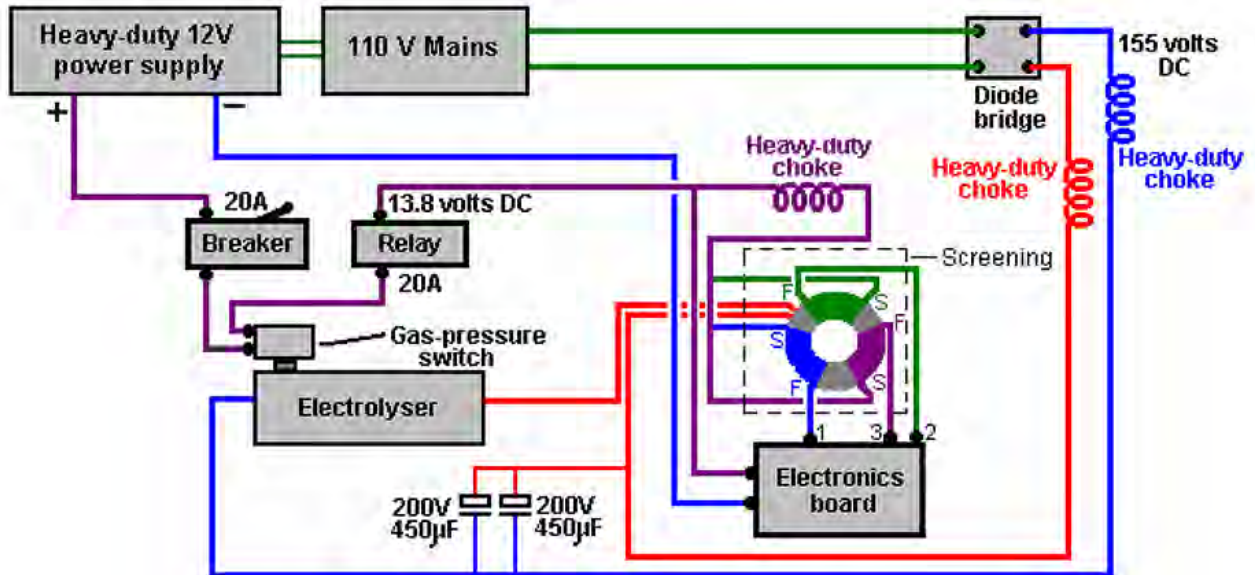 Heavy-duty 12V
power supply
110 V Mains
155 volts
DC
Diode
bridge
+
−
Heavy-duty
choke
Heavy-duty
choke
Heavy-duty
choke
20A
13.8 volts DC
Breaker
Relay
20A
Screening
F
S
F
S
S
F
Gas-pressure
switch
Electrolyser
1
3
2
Electronics
board
200V
450µF
200V
450µF